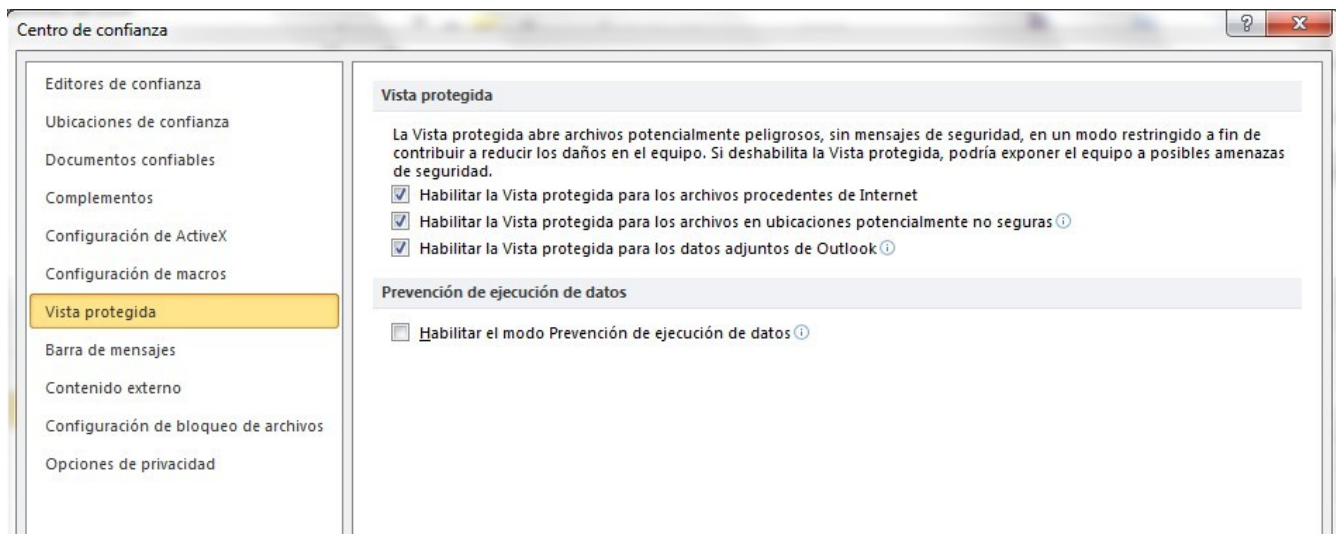 Centro de confianza
Editores de confianza
Ubicaciones de confianza
Documentos confiables
Complementos
Configuración de ActiveX
Configuración de macros
Vista protegida
Barra de mensajes
Contenido externo
Configuración de bloqueo de archivos
Opciones de privacidad
Vista protegida
La Vista protegida abre archivos potencialmente peligrosos, sin mensajes de seguridad, en un modo restringido a fin de
contribuir a reducir los daños en el equipo. Si deshabilita la Vista protegida, podría exponer el equipo a posibles amenazas
de seguridad.
Habilitar la Vista protegida para los archivos procedentes de Internet
Habilitar la Vista protegida para los archivos en ubicaciones potencialmente no seguras
Habilitar la Vista protegida para los datos adjuntos de Outlook
Prevención de ejecución de datos
Habilitar el modo Prevención de ejecución de datos